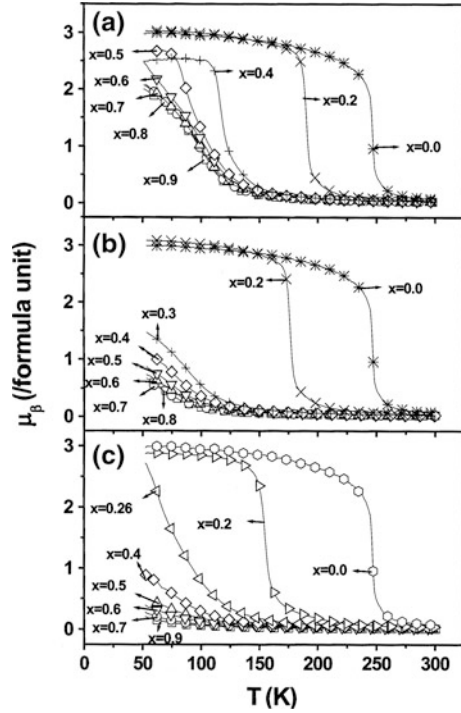 (a)
3
x=0.5
x=0.6
x=0.4
2
x=0.2
x=0.7
x=0.8
x=0.0
1
x=0.9
0
(b)
3
x=0.2
x=0.0
2
x=0.3
x=0.4
1
x=0.5
x=0.6
x=0.7
x=0.8
0
μβ (/formula unit)
(c)
3
x=0.26
2
x=0.2
x=0.4
x=0.0
1
x=0.5
x=0.6
x=0.7
x=0.9
0
0 50 100 150 200 250 300
T (K)